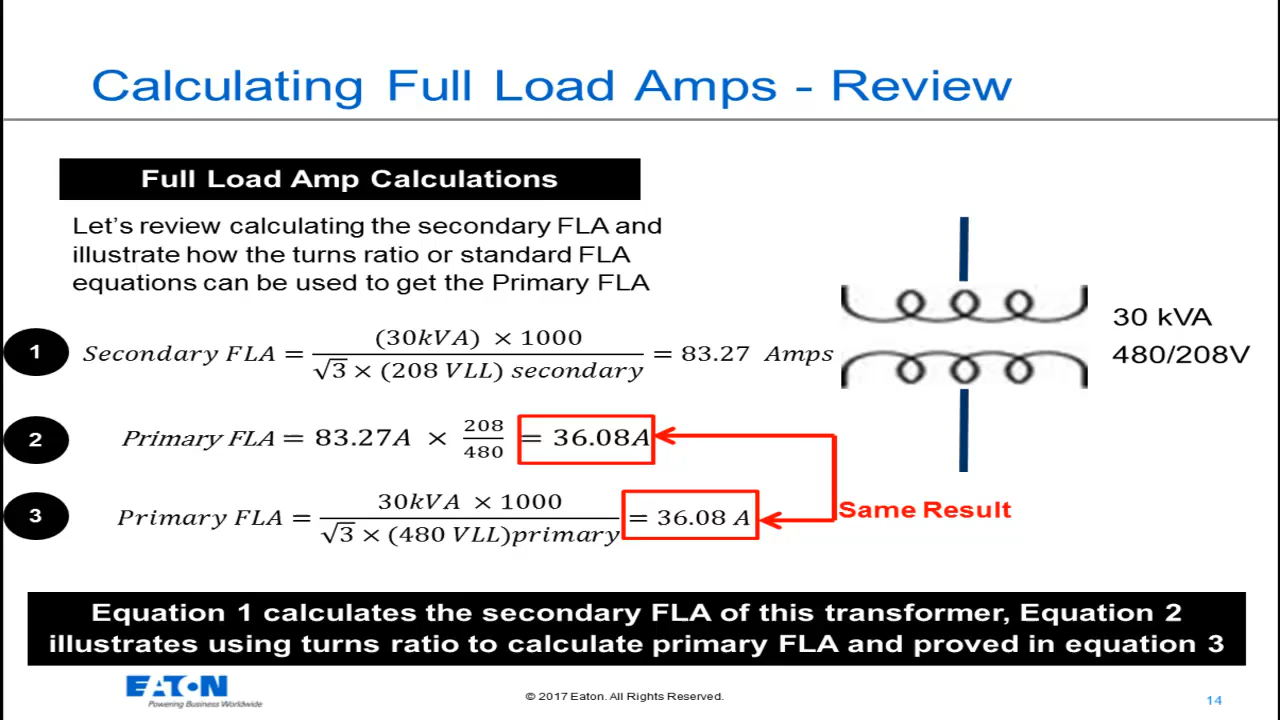 Calculating Full Load Amps - Review
Full Load Amp Calculations
Let's review calculating the secondary FLA and
illustrate how the turns ratio or standard FLA
equations can be used to get the Primary FLA
1
Secondary FLA = (30kVA) × 1000 / √3 × (208 VLL) secondary = 83.27 Amps
2
Primary FLA = 83.27A × 208/480 = 36.08A
3
Primary FLA = 30kVA × 1000 / √3 × (480 VLL)primary = 36.08 A
Same Result
30 kVA
480/208V
Equation 1 calculates the secondary FLA of this transformer, Equation 2
illustrates using turns ratio to calculate primary FLA and proved in equation 3
EATON
Powering Business Worldwide
© 2017 Eaton. All Rights Reserved.
14